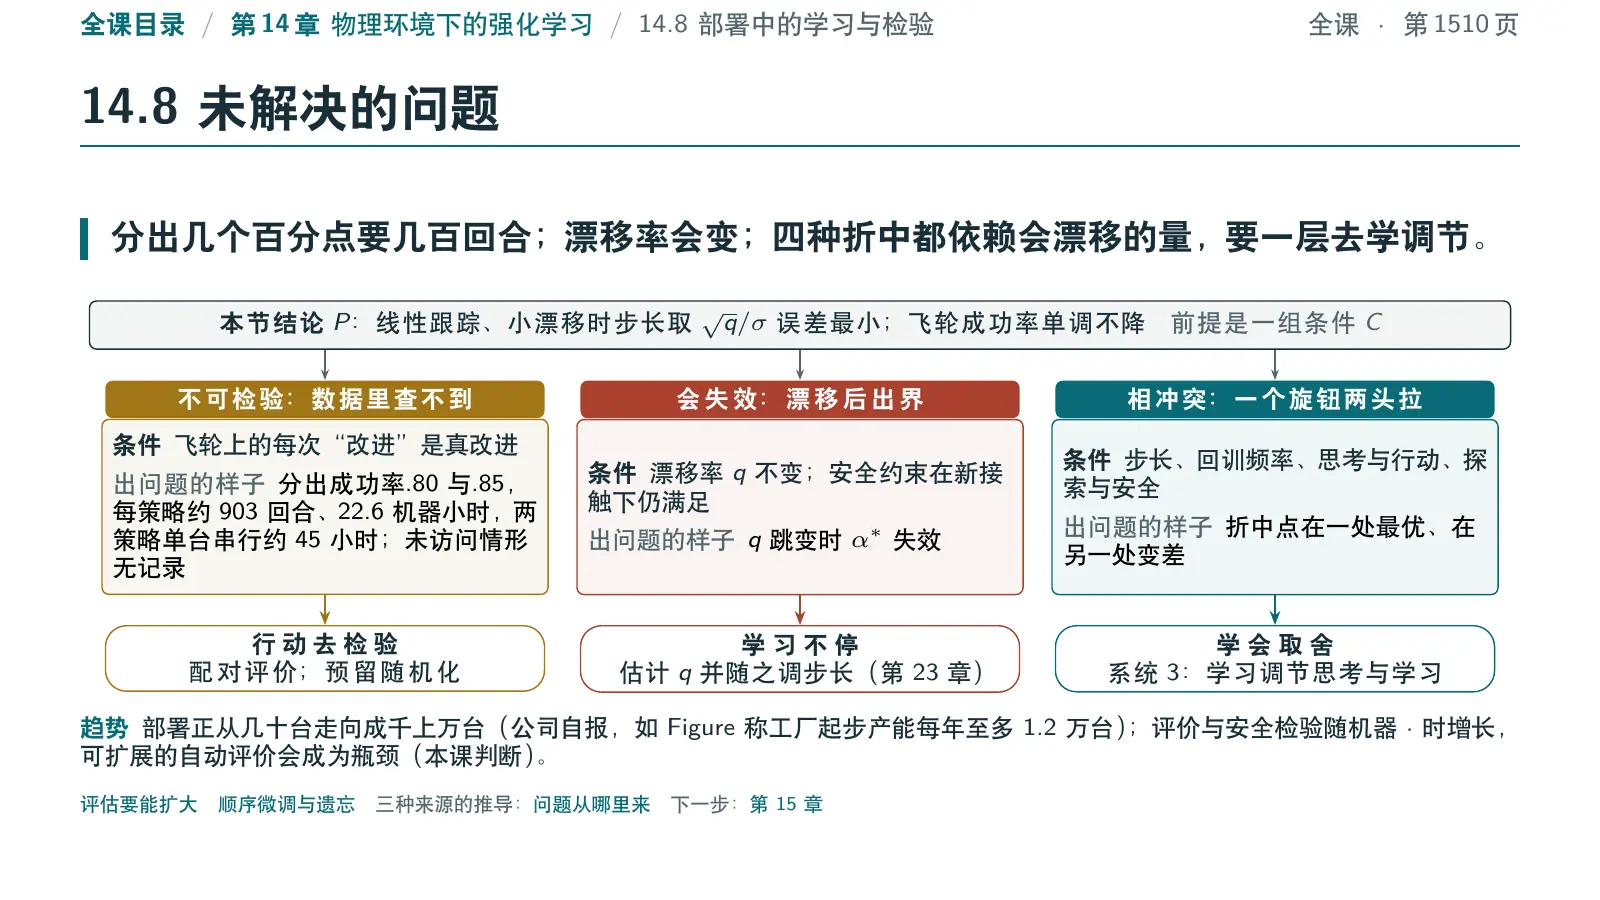 全课目录 / 第 14 章 物理环境下的强化学习 / 14.8 部署中的学习与检验
全课 · 第 1510 页
14.8 未解决的问题
分出几个百分点要几百回合；漂移率会变；四种折中都依赖会漂移的量，要一层去学调节。
本节结论 P：线性跟踪、小漂移时步长取 √q/σ 误差最小；飞轮成功率单调不降 前提是一组条件 C
不可检验：数据里查不到
条件 飞轮上的每次“改进”是真改进
出问题的样子 分出成功率.80 与.85，
每策略约 903 回合、22.6 机器小时，两
策略单台串行约 45 小时；未访问情形
无记录
行动去检验
配对评价；预留随机化
会失效：漂移后出界
条件 漂移率 q 不变；安全约束在新接
触下仍满足
出问题的样子 q 跳变时 α* 失效
学习不停
估计 q 并随之调步长（第 23 章）
相冲突：一个旋钮两头拉
条件 步长、回训频率、思考与行动、探
索与安全
出问题的样子 折中点在一处最优、在
另一处变差
学会取舍
系统 3：学习调节思考与学习
趋势 部署正从几十台走向成千上万台（公司自报，如 Figure 称工厂起步产能每年至多 1.2 万台）；评价与安全检验随机器 · 时增长，
可扩展的自动评价会成为瓶颈（本课判断）。
评估要能扩大 顺序微调与遗忘 三种来源的推导：问题从哪里来 下一步：第 15 章